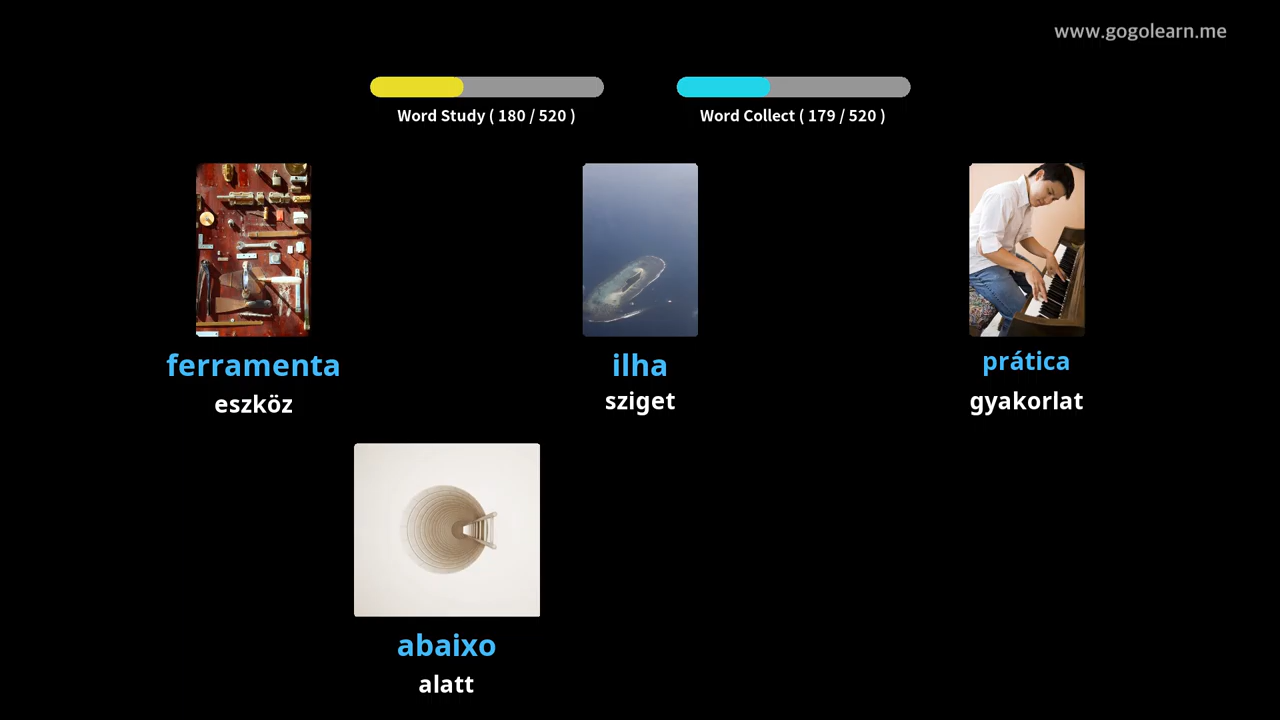 www.gogolearn.me
Word Study ( 180 / 520 )
Word Collect ( 179 / 520 )
ferramenta
eszköz
ilha
sziget
prática
gyakorlat
abaixo
alatt